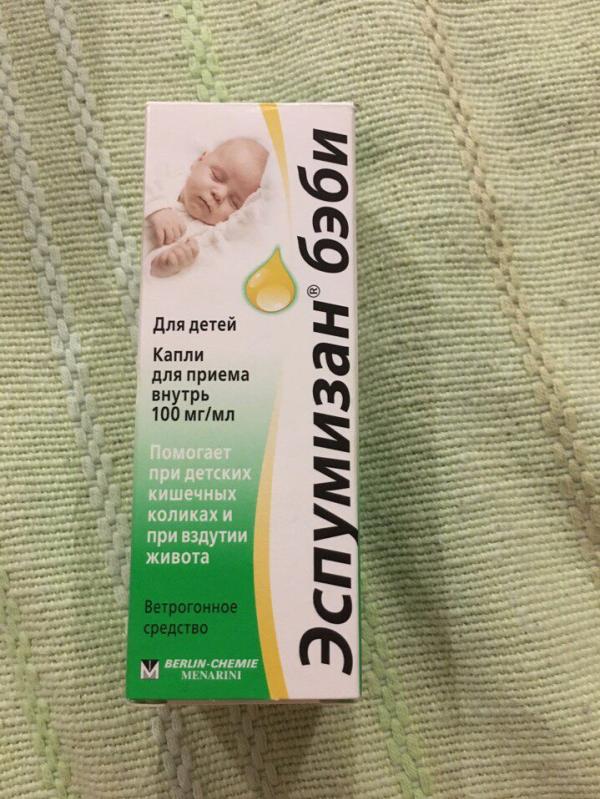 Эспумизан® бэби
Для детей
Капли
для приема
внутрь
100 мг/мл
Помогает
при детских
кишечных
коликах и
при вздутии
живота
Ветрогонное
средство
BERLIN-CHEMIE
MENARINI